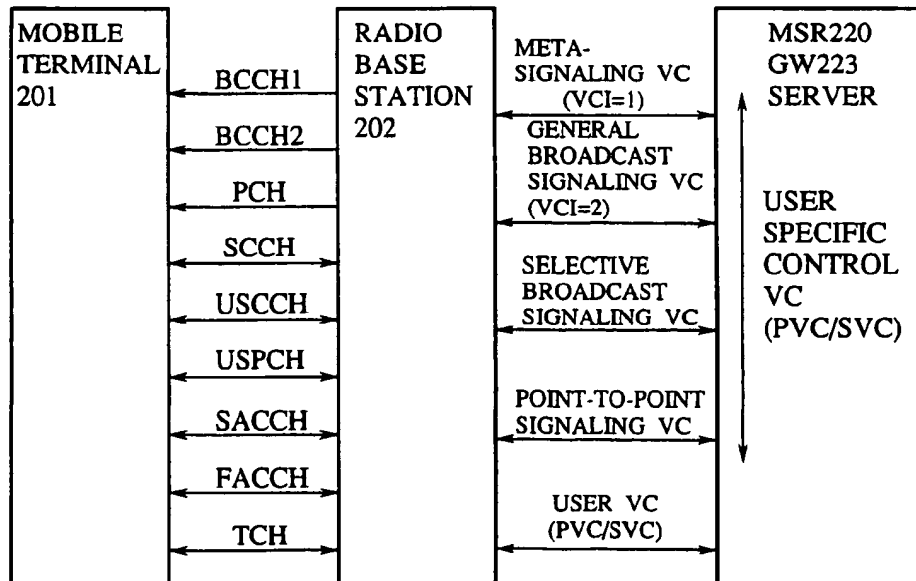 MOBILE
TERMINAL
201
BCCH1
BCCH2
PCH
SCCH
USCCH
USPCH
SACCH
FACCH
TCH
RADIO
BASE
STATION
202
META-
SIGNALING VC
(VCI=1)
GENERAL
BROADCAST
SIGNALING VC
(VCI=2)
SELECTIVE
BROADCAST
SIGNALING VC
POINT-TO-POINT
SIGNALING VC
USER VC
(PVC/SVC)
MSR220
GW223
SERVER
USER
SPECIFIC
CONTROL
VC
(PVC/SVC)